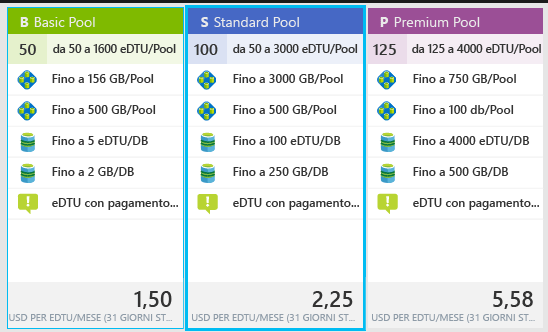 B Basic Pool
50 da 50 a 1600 eDTU/Pool
Fino a 156 GB/Pool
Fino a 500 GB/Pool
Fino a 5 eDTU/DB
Fino a 2 GB/DB
eDTU con pagamento...
1,50
USD PER EDTU/MESE (31 GIORNI ST...
S Standard Pool
100 da 50 a 3000 eDTU/Pool
Fino a 3000 GB/Pool
Fino a 500 GB/Pool
Fino a 100 eDTU/DB
Fino a 250 GB/DB
eDTU con pagamento...
2,25
USD PER EDTU/MESE (31 GIORNI ST...
P Premium Pool
125 da 125 a 4000 eDTU/Pool
Fino a 750 GB/Pool
Fino a 100 db/Pool
Fino a 4000 eDTU/DB
Fino a 500 GB/DB
eDTU con pagamento...
5,58
USD PER EDTU/MESE (31 GIORNI ST...